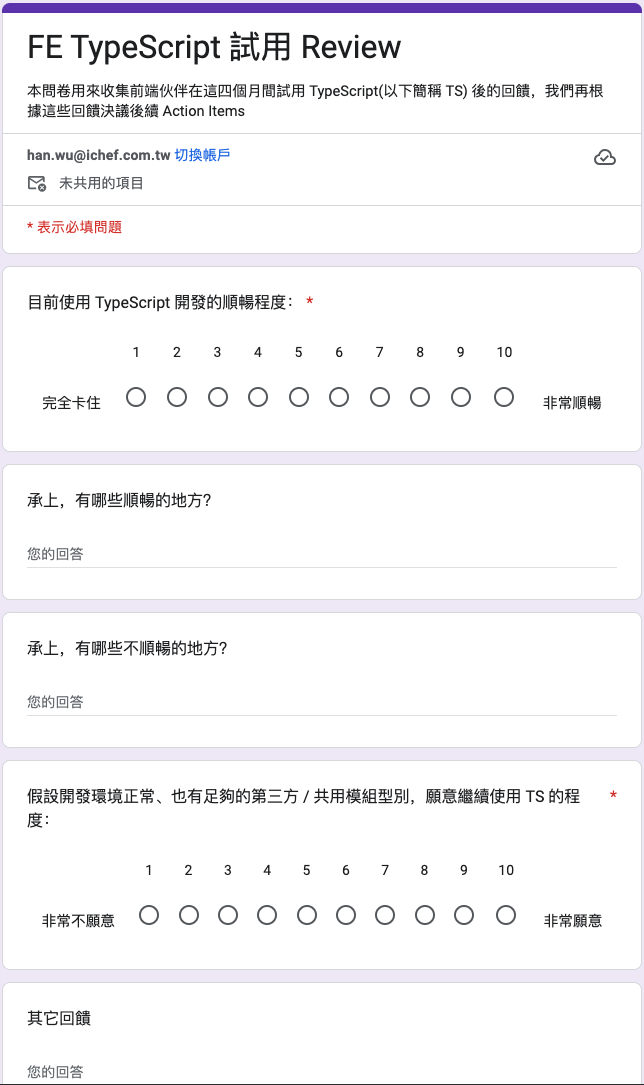 FE TypeScript 試用 Review
本問卷用來收集前端伙伴在這四個月間試用 TypeScript(以下簡稱 TS) 後的回饋，我們再根
據這些回饋決議後續 Action Items
han.wu@ichef.com.tw 切換帳戶
未共用的項目
* 表示必填問題
目前使用 TypeScript 開發的順暢程度： *
1 2 3 4 5 6 7 8 9 10
完全卡住 非常順暢
承上，有哪些順暢的地方?
您的回答
承上，有哪些不順暢的地方?
您的回答
假設開發環境正常、也有足夠的第三方 / 共用模組型別，願意繼續使用 TS 的程 *
度：
1 2 3 4 5 6 7 8 9 10
非常不願意 非常願意
其它回饋
您的回答